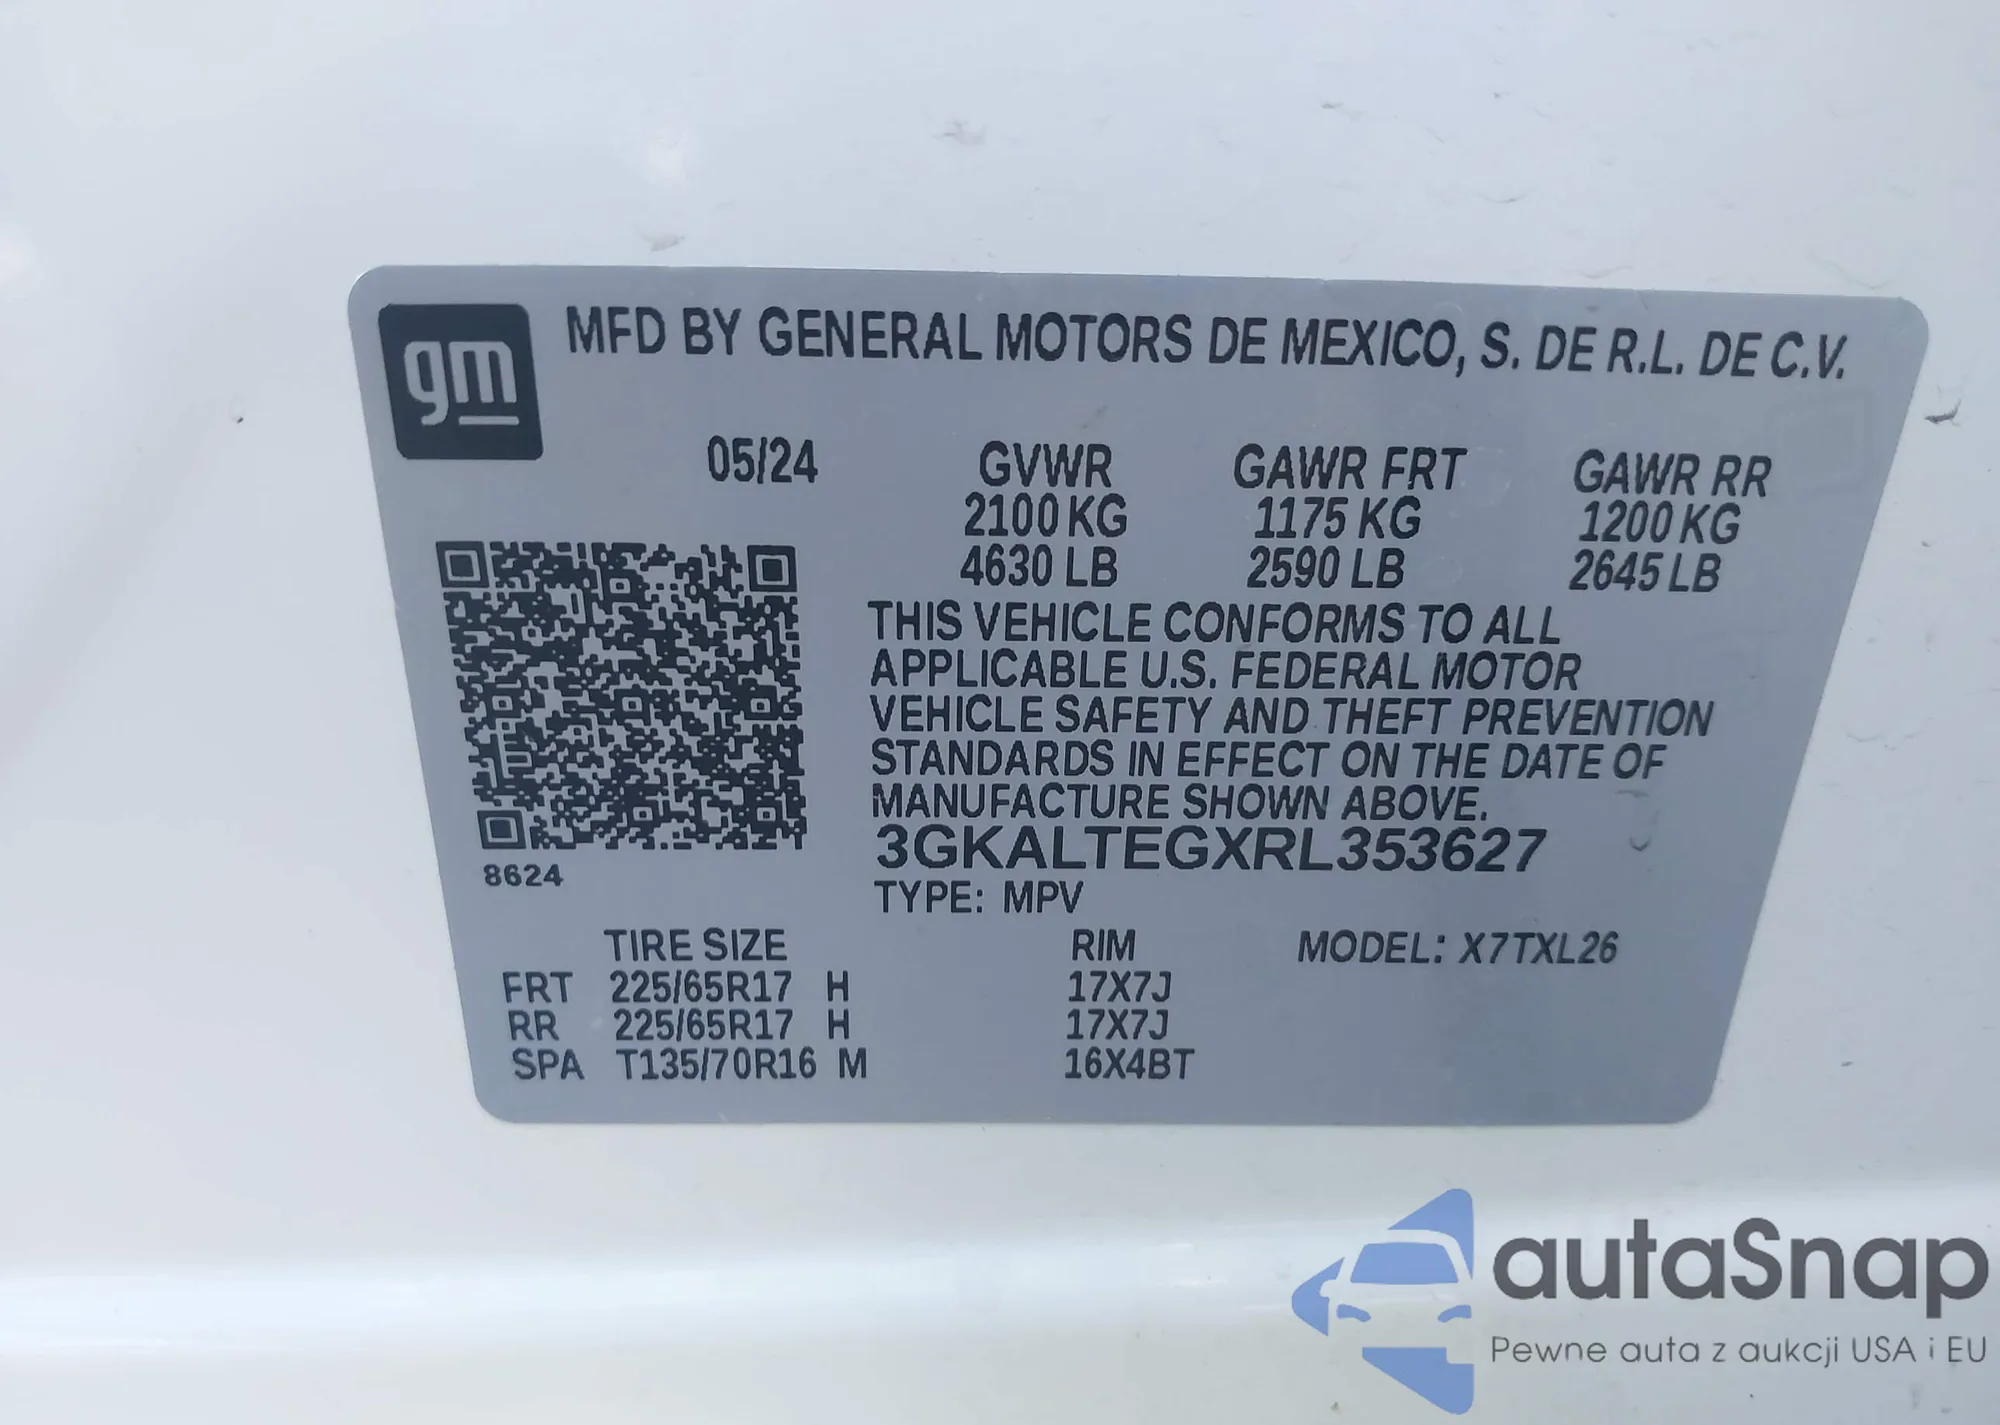 gm
MFD BY GENERAL MOTORS DE MEXICO, S. DE R.L. DE C.V.
05/24 GVWR GAWR FRT GAWR RR
2100 KG 1175 KG 1200 KG
4630 LB 2590 LB 2645 LB
THIS VEHICLE CONFORMS TO ALL
APPLICABLE U.S. FEDERAL MOTOR
VEHICLE SAFETY AND THEFT PREVENTION
STANDARDS IN EFFECT ON THE DATE OF
MANUFACTURE SHOWN ABOVE.
3GKALTEGXRL353627
8624
TYPE: MPV
TIRE SIZE RIM MODEL: X7TXL26
FRT 225/65R17 H 17X7J
RR 225/65R17 H 17X7J
SPA T135/70R16 M 16X4BT
autaSnap
Pewne auta z aukcji USA i EU